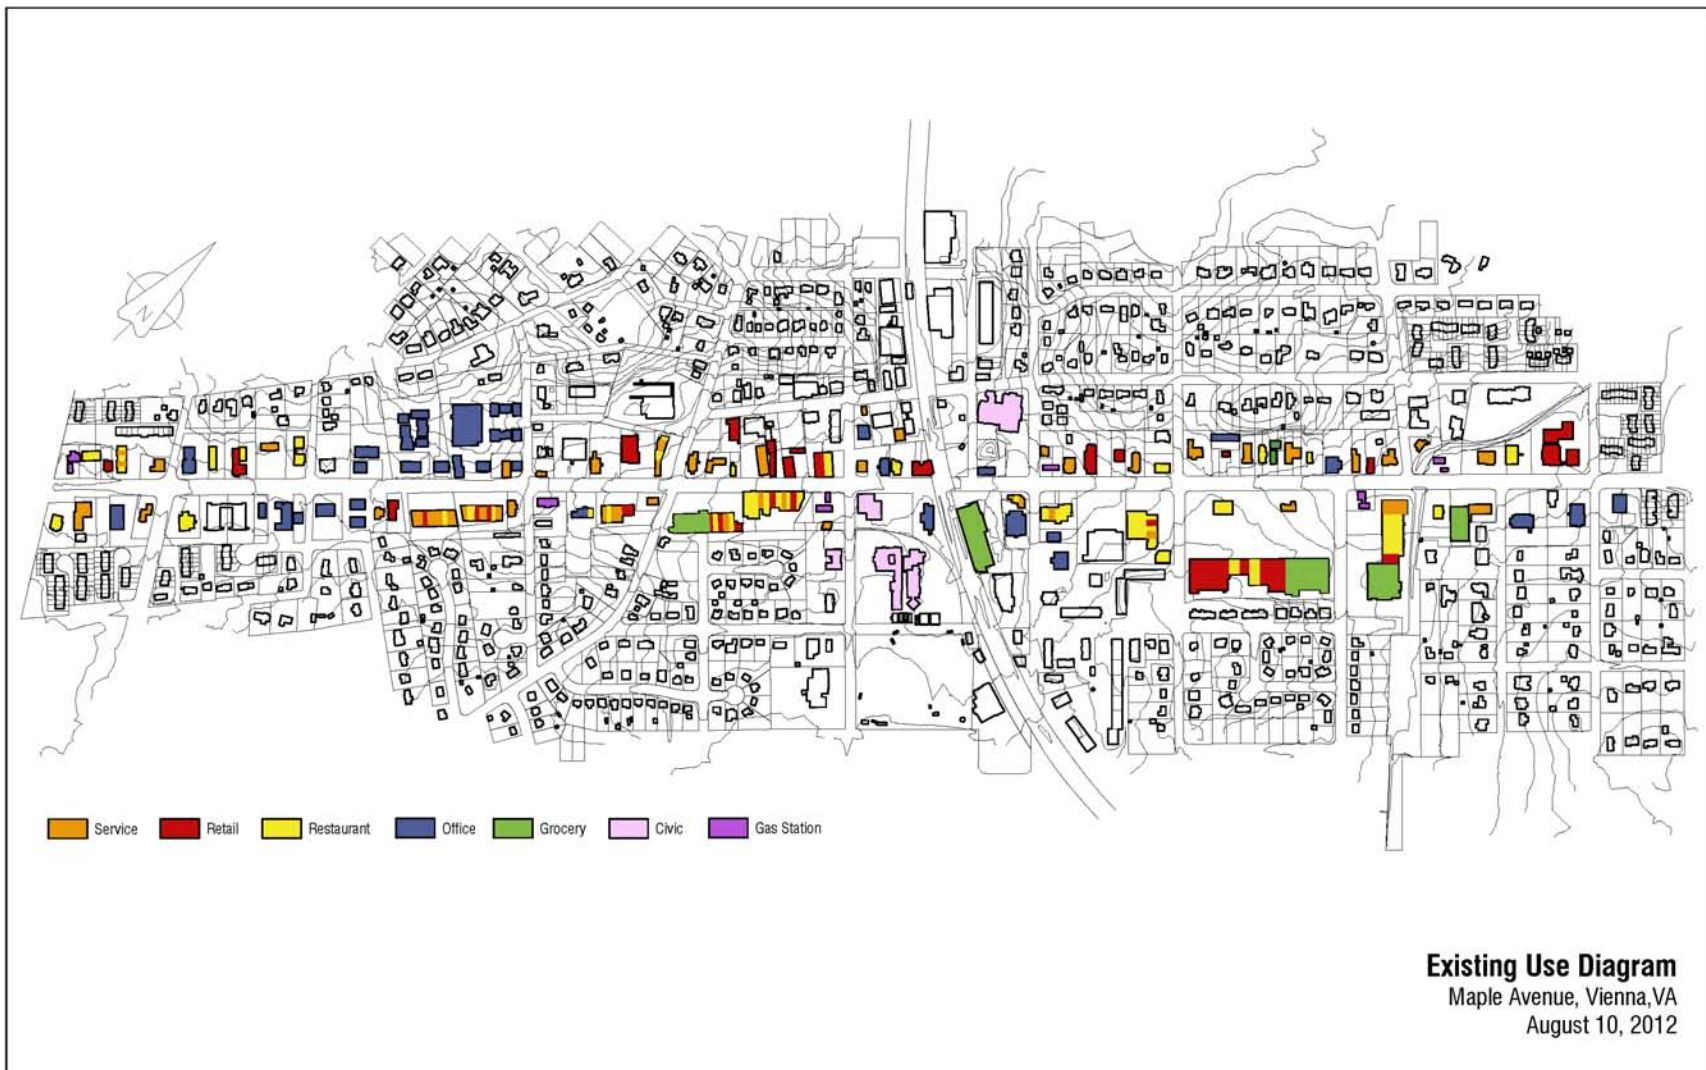 N
Service Retail Restaurant Office Grocery Civic Gas Station
Existing Use Diagram
Maple Avenue, Vienna,VA
August 10, 2012